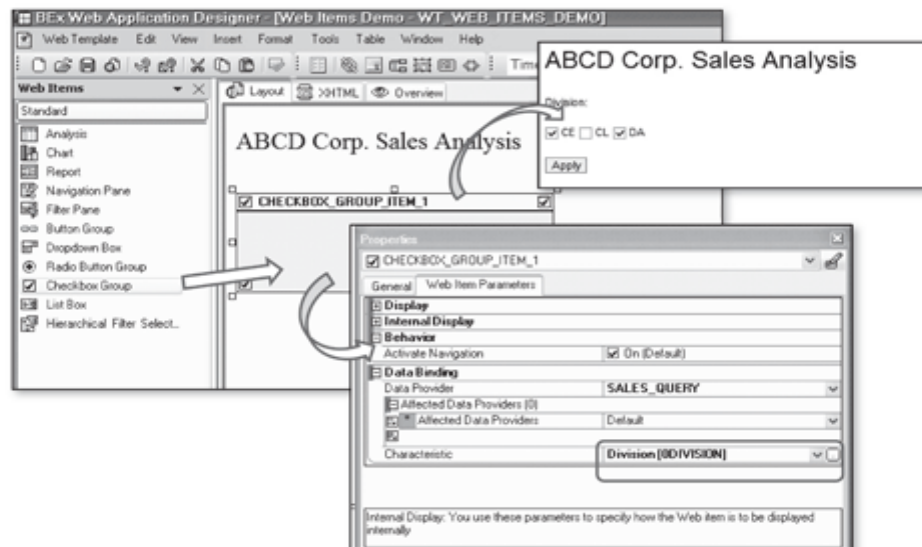 BEx Web Application Designer - [Web Items Demo - WT_WEB_ITEMS_DEMO]
Web Template Edit View Insert Format Tools Table Window Help
Web Items
Standard
Analysis
Chart
Report
Navigation Pane
Filter Pane
Button Group
Dropdown Box
Radio Button Group
Checkbox Group
List Box
Hierarchical Filter Select..
Layout XHTML Overview
ABCD Corp. Sales Analysis
CHECKBOX_GROUP_ITEM_1
ABCD Corp. Sales Analysis
Division:
CE CL DA
Apply
Properties
CHECKBOX_GROUP_ITEM_1
General Web Item Parameters
Display
Internal Display
Behavior
Activate Navigation On (Default)
Data Binding
Data Provider SALES_QUERY
Affected Data Providers (0)
Affected Data Providers Default
Characteristic Division [0DIVISION]
Internal Display: You use these parameters to specify how the Web item is to be displayed
internally